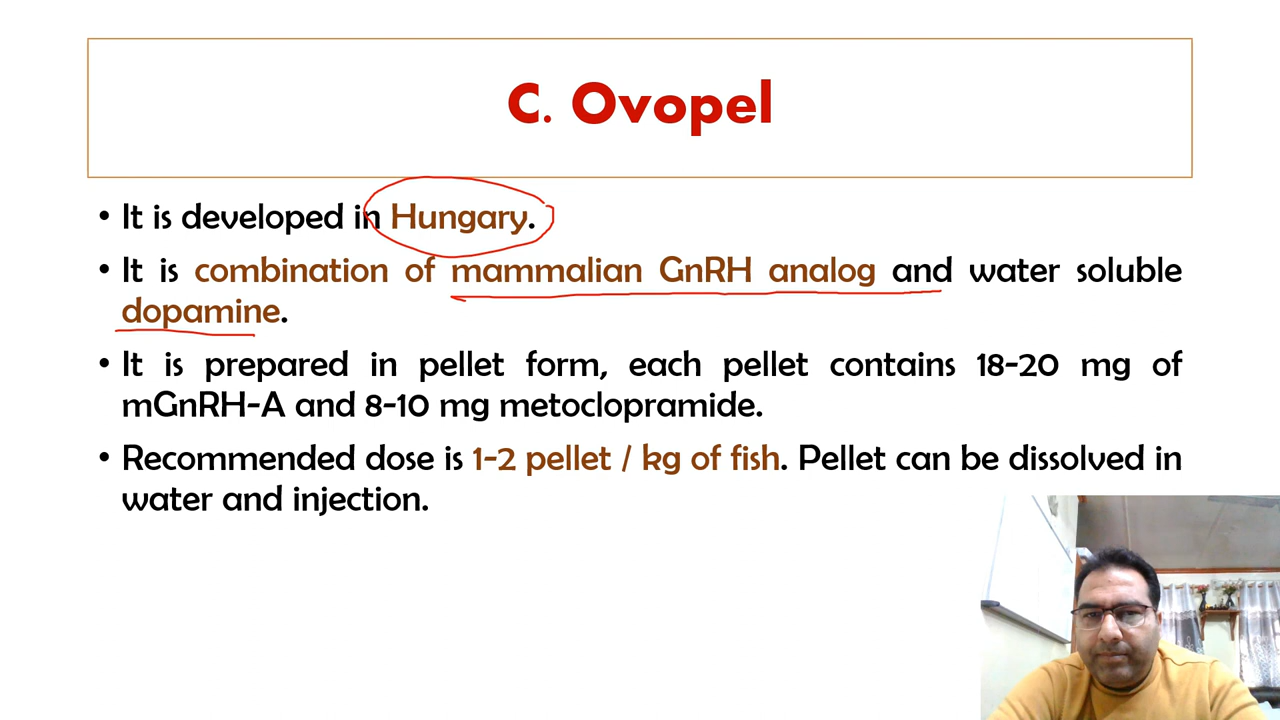 C. Ovopel
• It is developed in Hungary.
• It is combination of mammalian GnRH analog and water soluble
dopamine.
• It is prepared in pellet form, each pellet contains 18-20 mg of
mGnRH-A and 8-10 mg metoclopramide.
• Recommended dose is 1-2 pellet / kg of fish. Pellet can be dissolved in
water and injection.